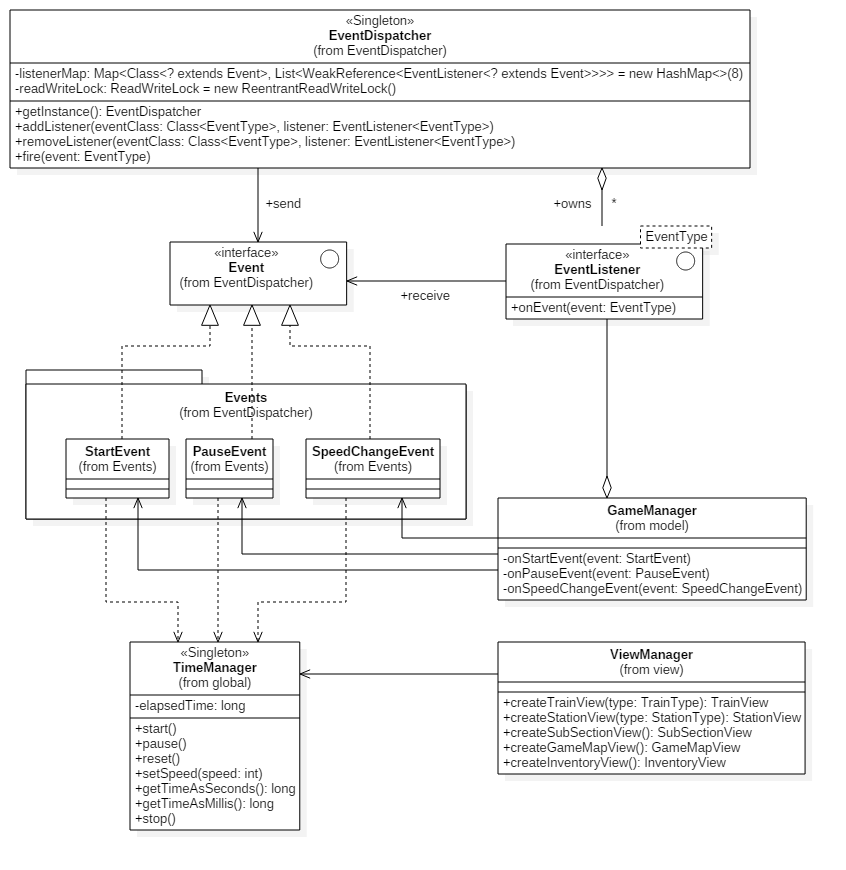 «Singleton»
EventDispatcher
(from EventDispatcher)
-listenerMap: Map<Class<? extends Event>, List<WeakReference<EventListener<? extends Event>>>> = new HashMap<>(8)
-readWriteLock: ReadWriteLock = new ReentrantReadWriteLock()
+getInstance(): EventDispatcher
+addListener(eventClass: Class<EventType>, listener: EventListener<EventType>)
+removeListener(eventClass: Class<EventType>, listener: EventListener<EventType>)
+fire(event: EventType)
+send
+owns
*
«interface»
Event
(from EventDispatcher)
EventType
«interface»
EventListener
(from EventDispatcher)
+onEvent(event: EventType)
+receive
Events
(from EventDispatcher)
StartEvent
(from Events)
PauseEvent
(from Events)
SpeedChangeEvent
(from Events)
GameManager
(from model)
-onStartEvent(event: StartEvent)
-onPauseEvent(event: PauseEvent)
-onSpeedChangeEvent(event: SpeedChangeEvent)
«Singleton»
TimeManager
(from global)
-elapsedTime: long
+start()
+pause()
+reset()
+setSpeed(speed: int)
+getTimeAsSeconds(): long
+getTimeAsMillis(): long
+stop()
ViewManager
(from view)
+createTrainView(type: TrainType): TrainView
+createStationView(type: StationType): StationView
+createSubSectionView(): SubSectionView
+createGameMapView(): GameMapView
+createInventoryView(): InventoryView